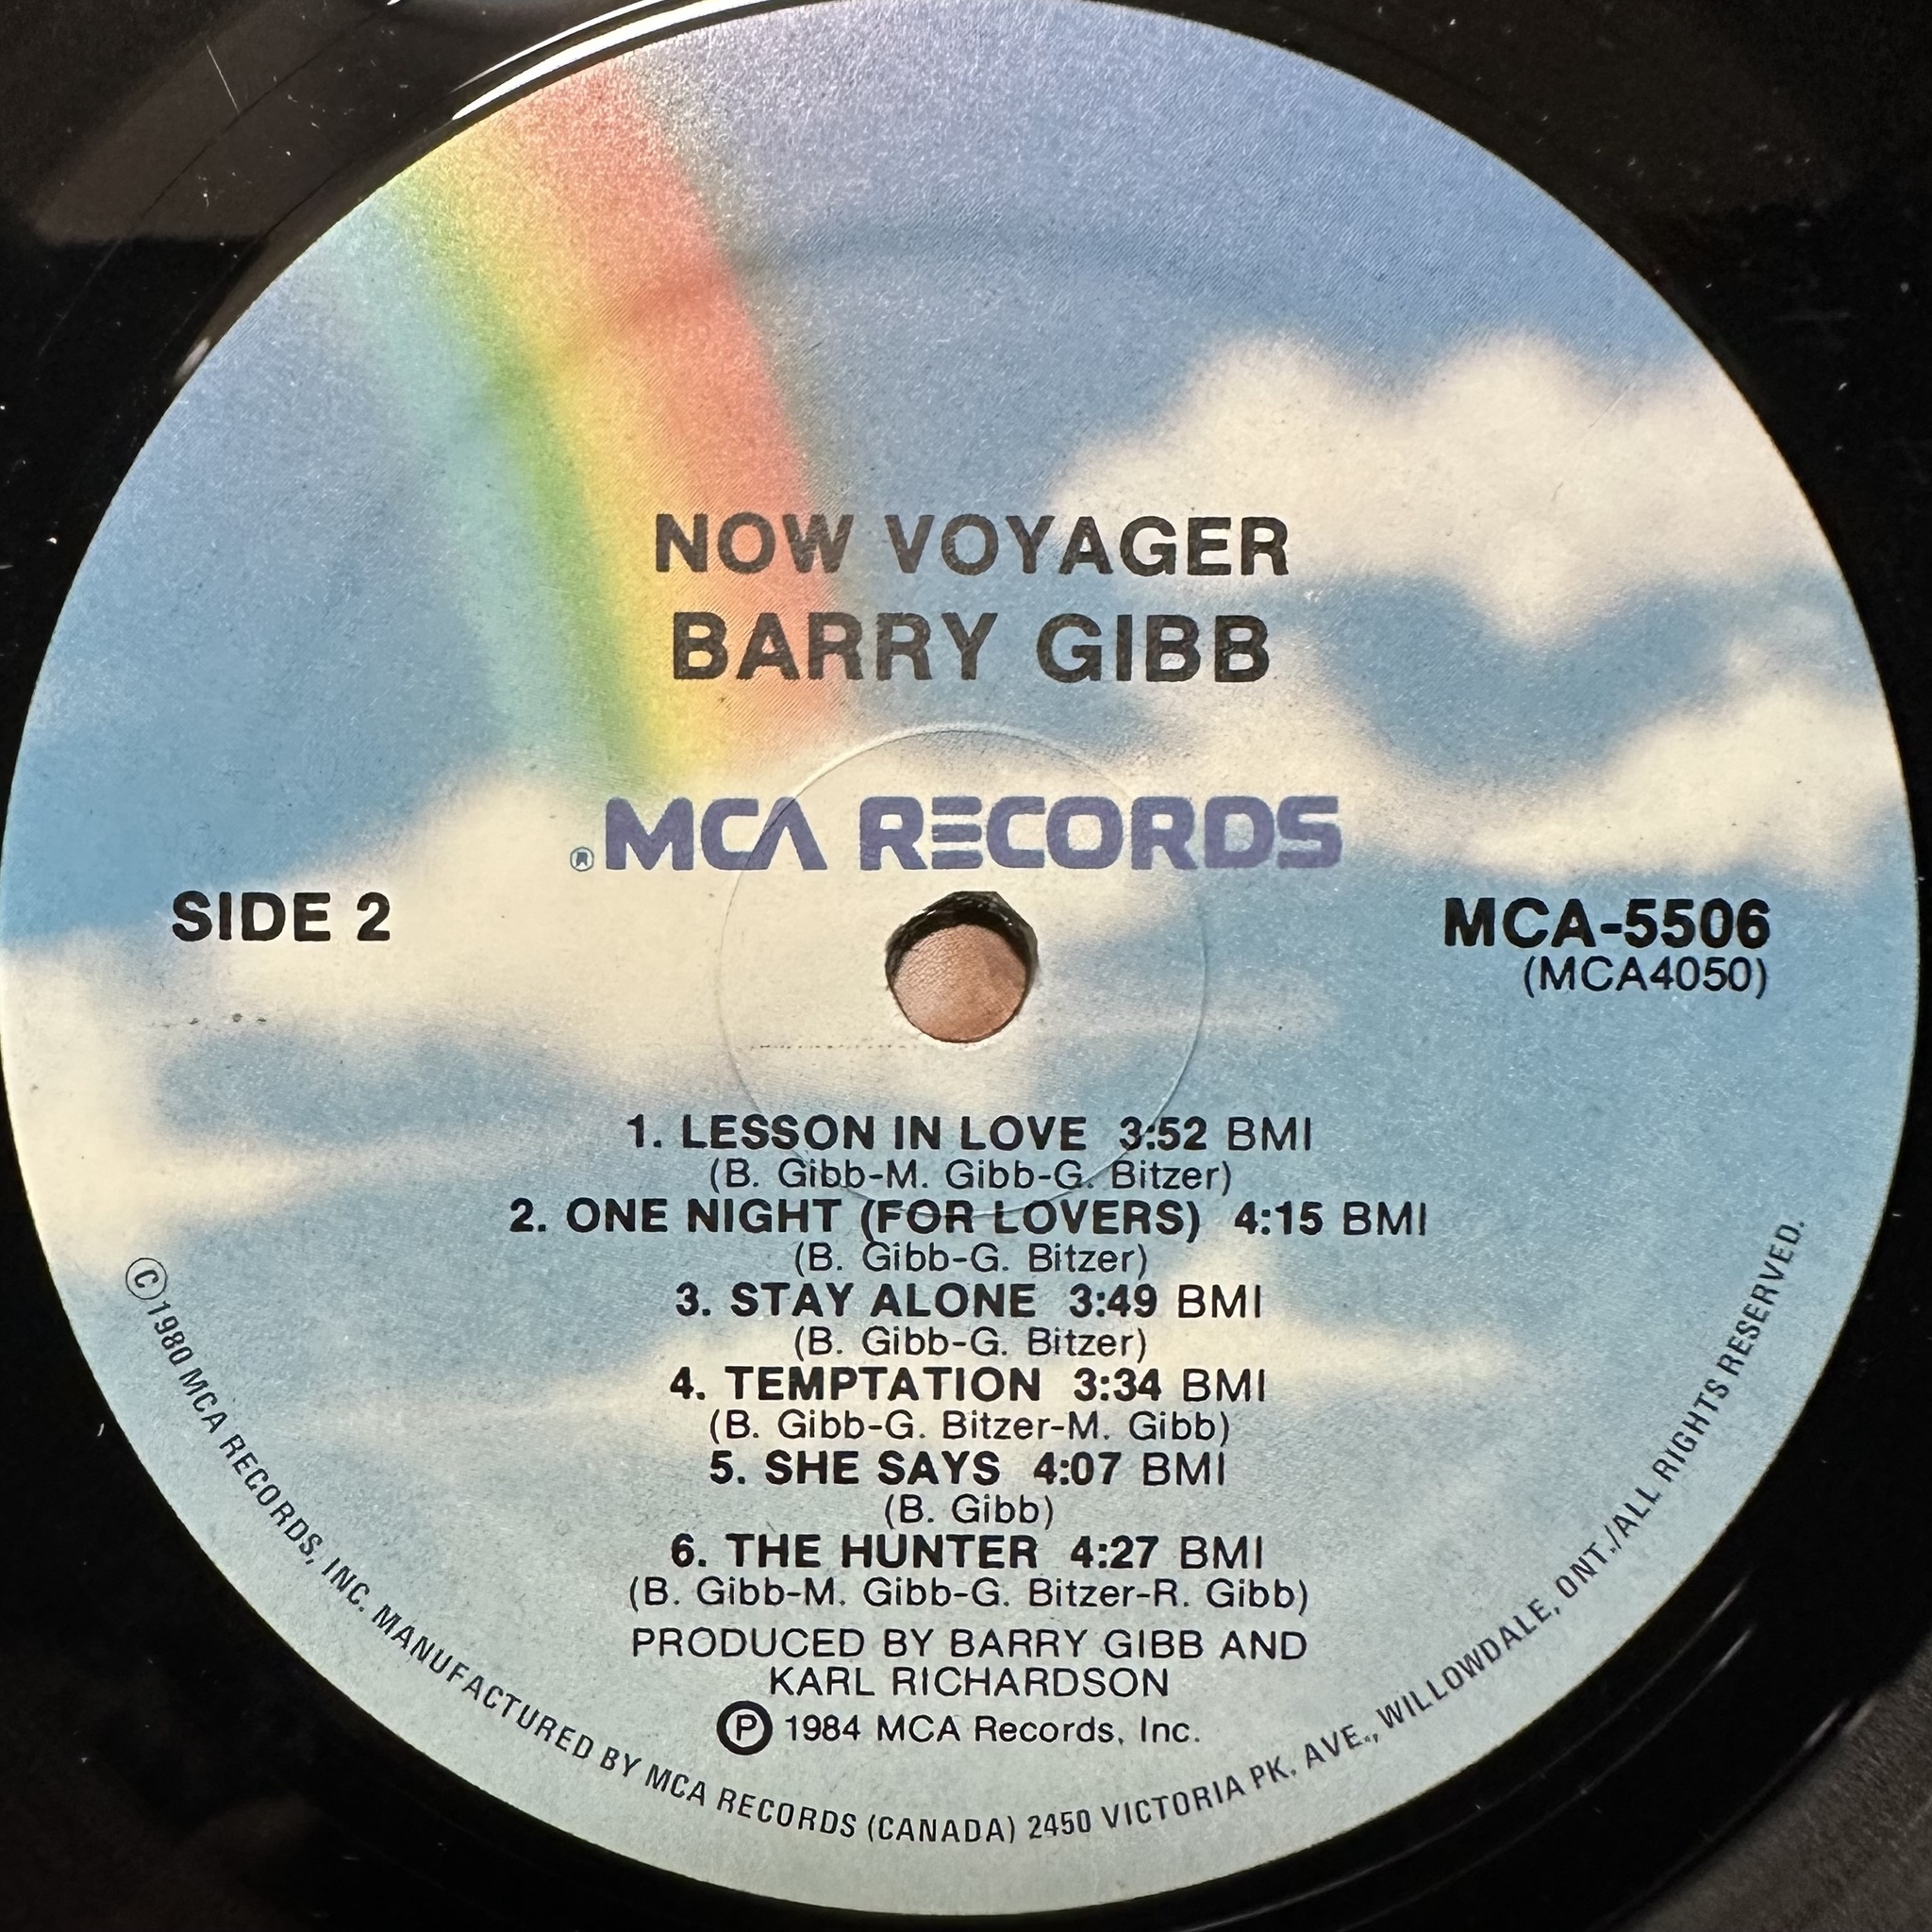 NOW VOYAGER
BARRY GIBB
®MCA RECORDS
SIDE 2
MCA-5506
(MCA4050)
1. LESSON IN LOVE 3:52 BMI
(B. Gibb-M. Gibb-G. Bitzer)
2. ONE NIGHT (FOR LOVERS) 4:15 BMI
(B. Gibb-G. Bitzer)
3. STAY ALONE 3:49 BMI
(B. Gibb-G. Bitzer)
4. TEMPTATION 3:34 BMI
(B. Gibb-G. Bitzer-M. Gibb)
5. SHE SAYS 4:07 BMI
(B. Gibb)
6. THE HUNTER 4:27 BMI
(B. Gibb-M. Gibb-G. Bitzer-R. Gibb)
PRODUCED BY BARRY GIBB AND
KARL RICHARDSON
℗ 1984 MCA Records, Inc.
©1980 MCA RECORDS, INC. MANUFACTURED BY MCA RECORDS (CANADA) 2450 VICTORIA PK. AVE., WILLOWDALE, ONT./ALL RIGHTS RESERVED.